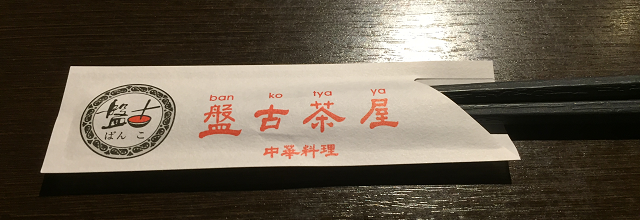 盤古
ばんこ
ban ko tya ya
盤古茶屋
中華料理